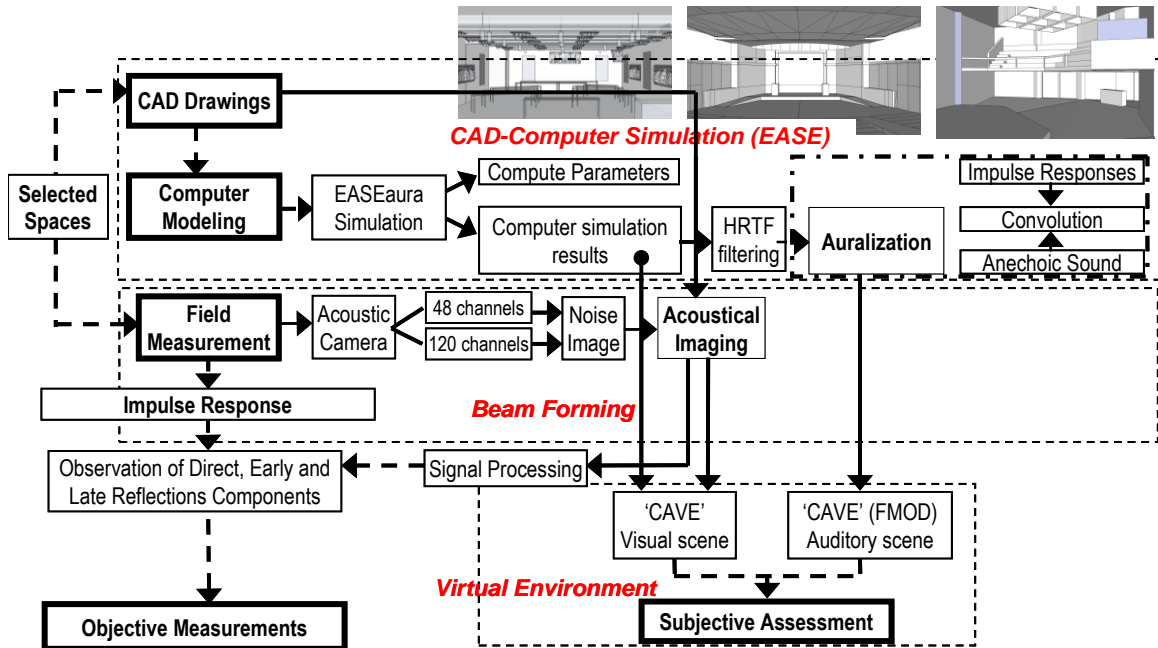 CAD Drawings
CAD-Computer Simulation (EASE)
Selected
Spaces
Computer
Modeling
EASEaura
Simulation
Compute Parameters
Computer simulation
results
HRTF
filtering
Auralization
Impulse Responses
Convolution
Anechoic Sound
Field
Measurement
Acoustic
Camera
48 channels
120 channels
Noise
Image
Acoustical
Imaging
Impulse Response
Beam Forming
Observation of Direct, Early and
Late Reflections Components
Signal Processing
‘CAVE’
Visual scene
‘CAVE’ (FMOD)
Auditory scene
Virtual Environment
Objective Measurements
Subjective Assessment